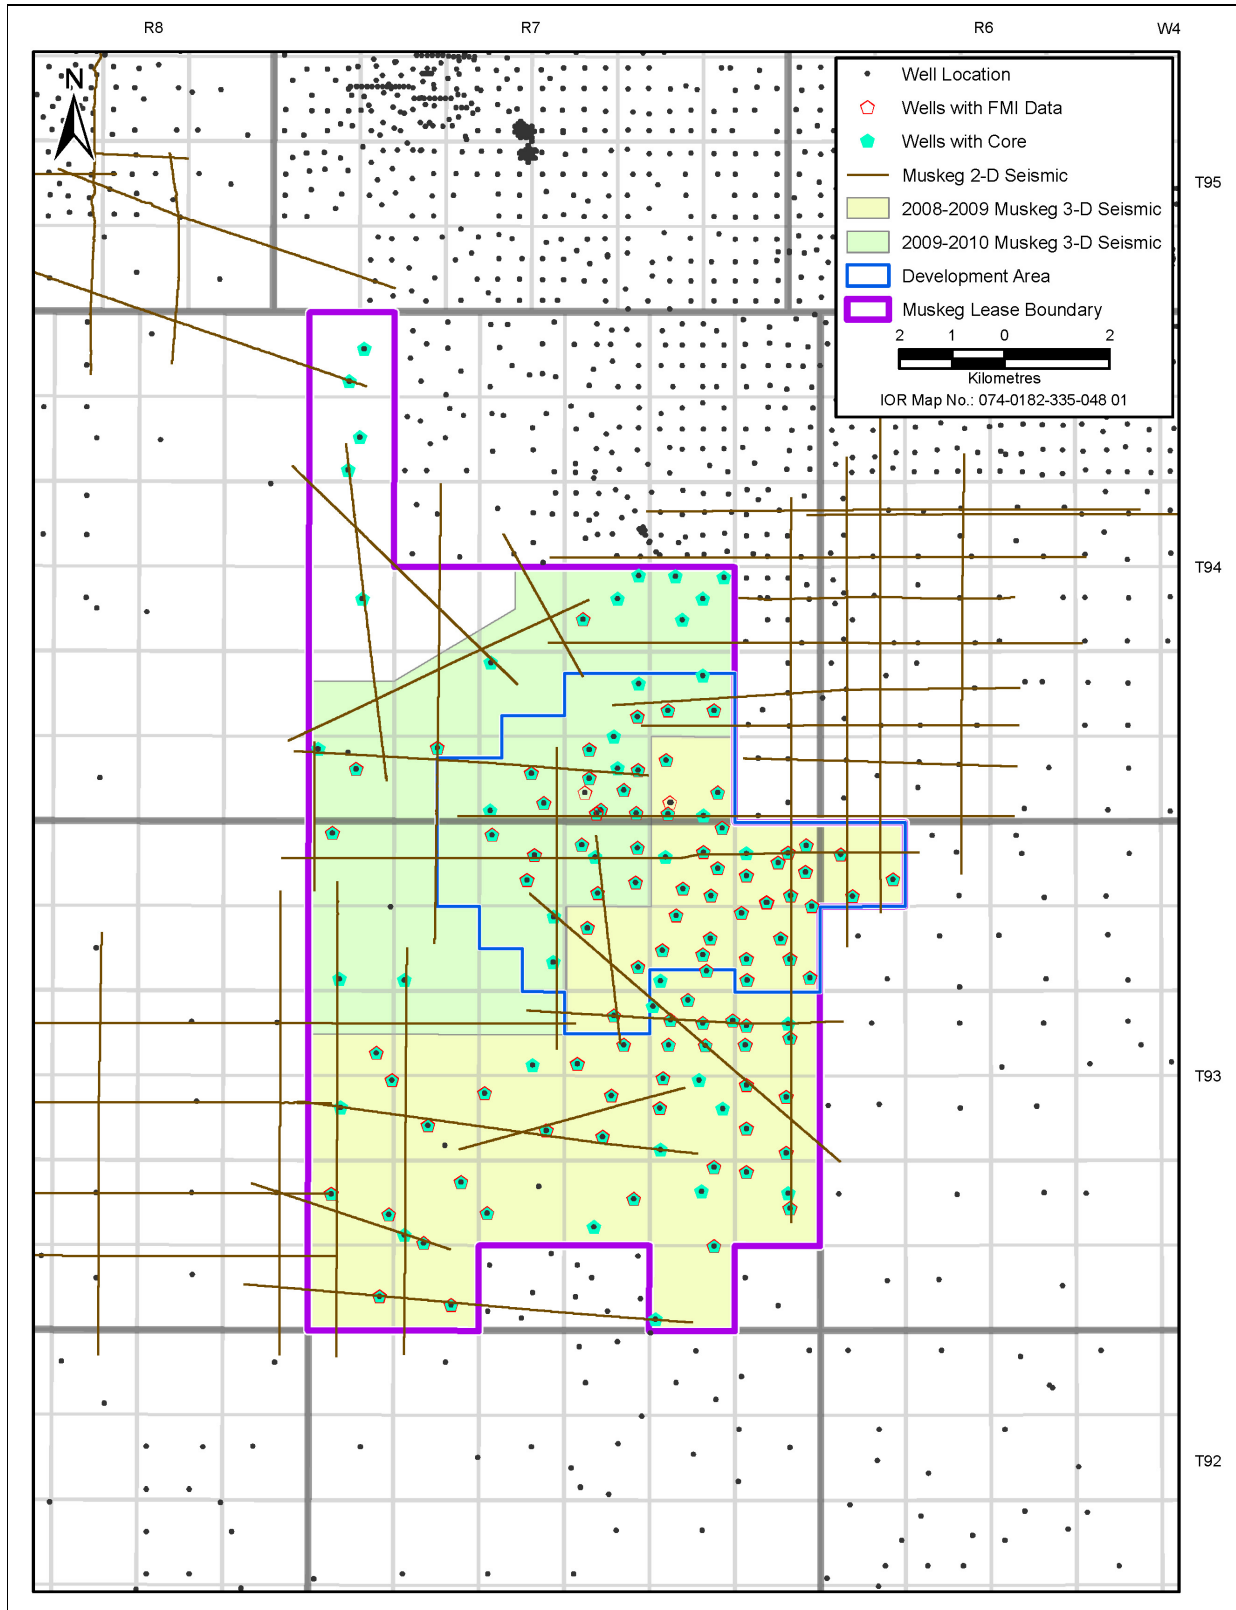 R8 R7 R6 W4
N
Well Location
Wells with FMI Data
Wells with Core
Muskeg 2-D Seismic
T95
2008-2009 Muskeg 3-D Seismic
2009-2010 Muskeg 3-D Seismic
Development Area
Muskeg Lease Boundary
2 1 0 2
Kilometres
IOR Map No.: 074-0182-335-048 01
T94
T93
T92